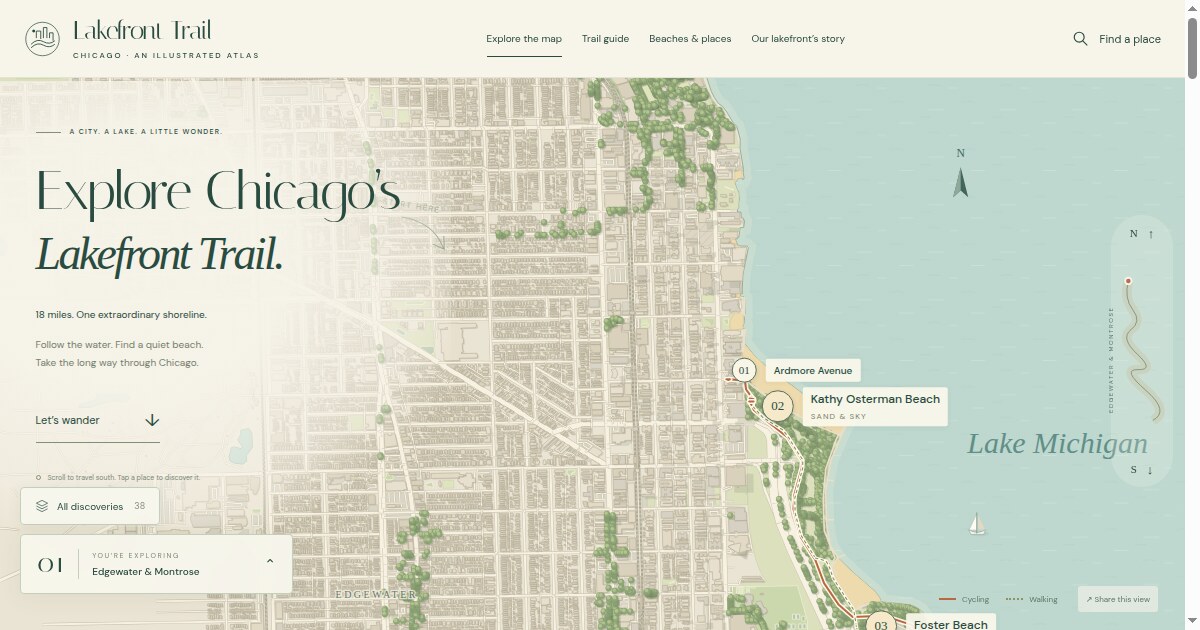 Lakefront Trail
CHICAGO · AN ILLUSTRATED ATLAS
Explore the map
Trail guide
Beaches & places
Our lakefront's story
Find a place
A CITY. A LAKE. A LITTLE WONDER.
Explore Chicago's
Lakefront Trail.
18 miles. One extraordinary shoreline.
Follow the water. Find a quiet beach.
Take the long way through Chicago.
Let's wander
Scroll to travel south. Tap a place to discover it.
All discoveries 38
01
YOU'RE EXPLORING
Edgewater & Montrose
HERE
EDGEWATER
01
Ardmore Avenue
02
Kathy Osterman Beach
SAND & SKY
03
Foster Beach
N
N ↑
EDGEWATER & MONTROSE
Lake Michigan
S ↓
Cycling
Walking
↗ Share this view